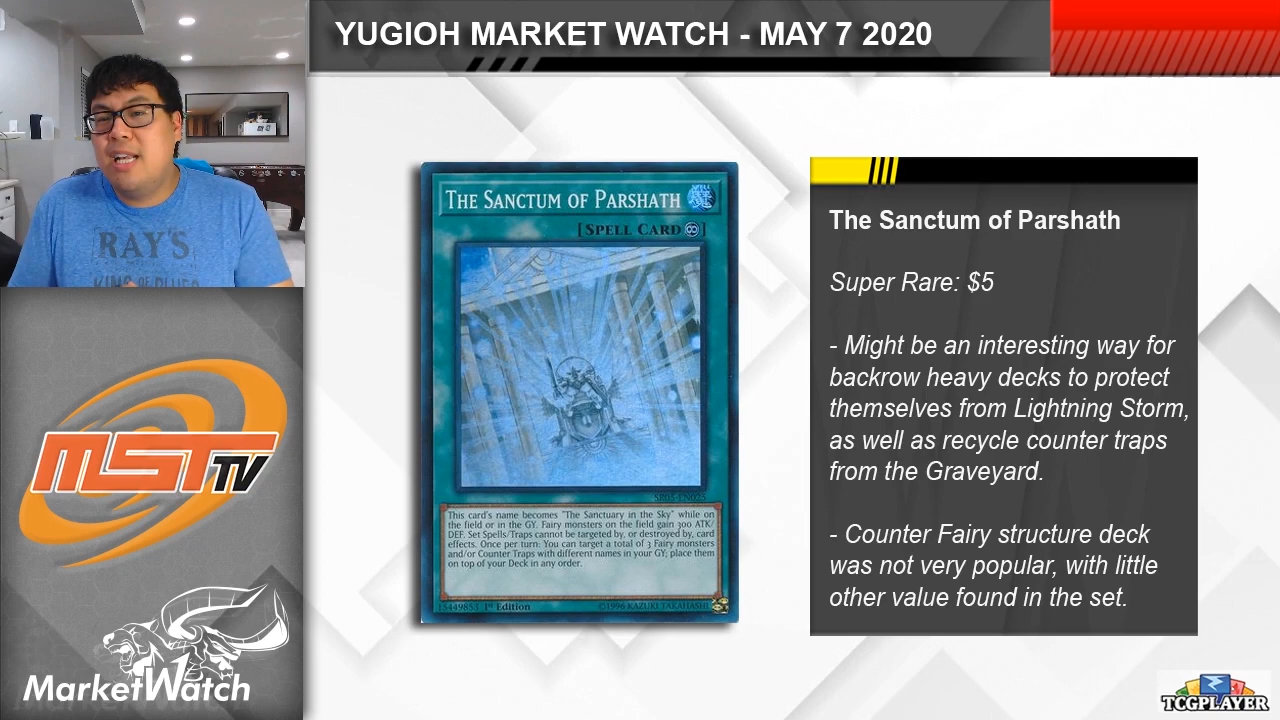 YUGIOH MARKET WATCH - MAY 7 2020
RAY'S
KING OF BLUES
MST TV
MarketWatch
THE SANCTUM OF PARSHATH
SPELL
[SPELL CARD]
SR05-EN025
This card's name becomes "The Sanctuary in the Sky" while on
the field or in the GY. Fairy monsters on the field gain 300 ATK/
DEF. Set Spells/Traps cannot be targeted by, or destroyed by, card
effects. Once per turn: You can target a total of 3 Fairy monsters
and/or Counter Traps with different names in your GY; place them
on top of your Deck in any order.
15449853
1st Edition
©1996 KAZUKI TAKAHASHI
The Sanctum of Parshath
Super Rare: $5
- Might be an interesting way for
backrow heavy decks to protect
themselves from Lightning Storm,
as well as recycle counter traps
from the Graveyard.
- Counter Fairy structure deck
was not very popular, with little
other value found in the set.
TCGPLAYER